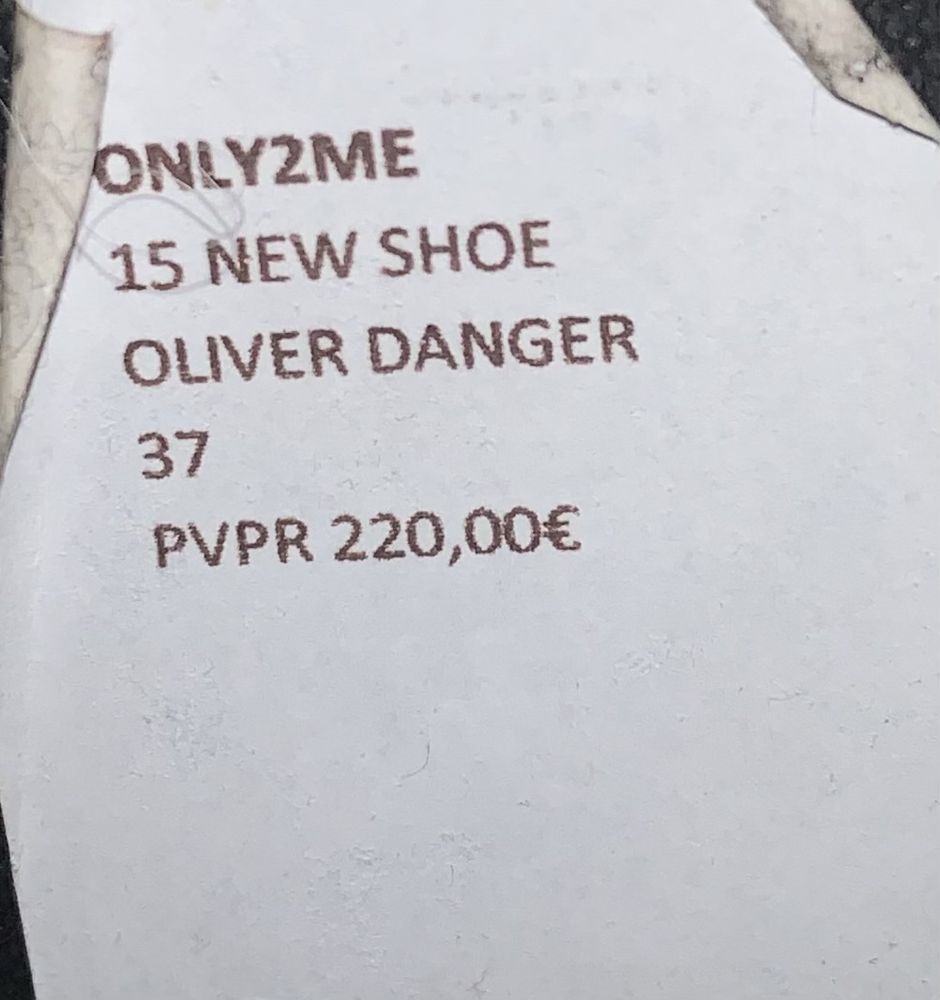 ONLY2ME
15 NEW SHOE
OLIVER DANGER
37
PVPR 220,00€